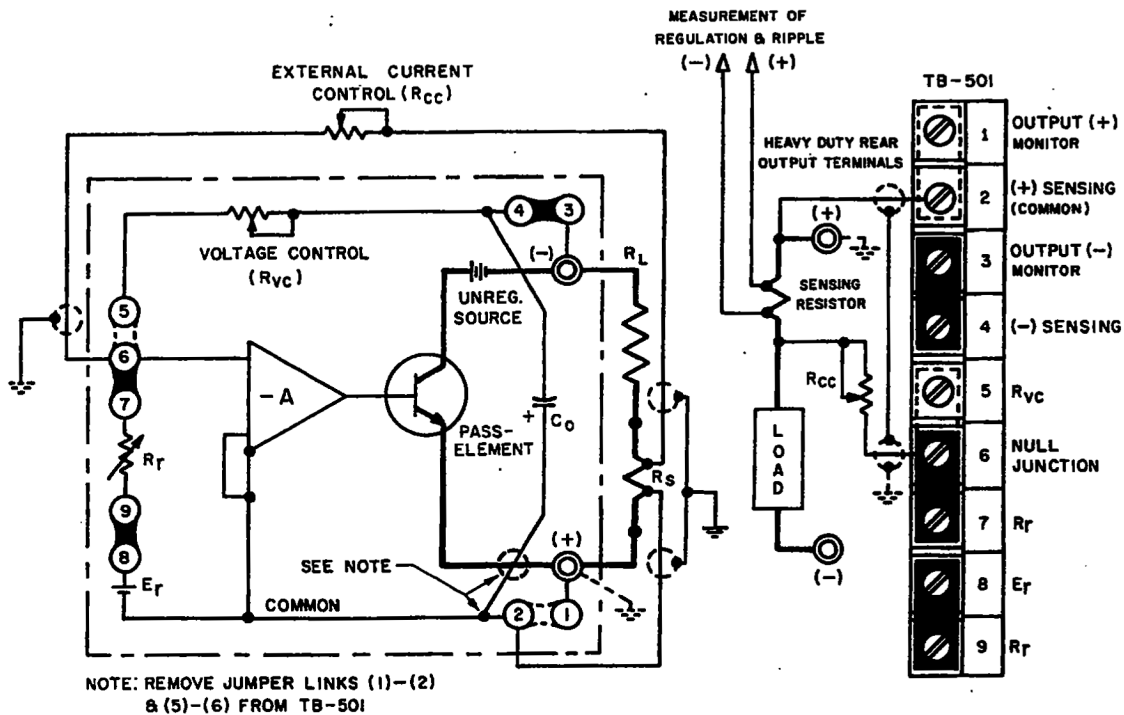 MEASUREMENT OF
REGULATION & RIPPLE
(-) (+)
EXTERNAL CURRENT
CONTROL (RCC)
TB-501
HEAVY DUTY REAR
OUTPUT TERMINALS
1 OUTPUT (+)
MONITOR
2 (+) SENSING
(COMMON)
3 OUTPUT (-)
MONITOR
4 (-) SENSING
5 RVC
6 NULL
JUNCTION
7 Rr
8 Er
9 Rr
4 3
VOLTAGE CONTROL
(RVC)
(-)
RL
UNREG.
SOURCE
5
6
7
-A
PASS-
ELEMENT
+ Co
Rr
9
8
Er
RS
SEE NOTE
(+)
COMMON
2 1
(+)
SENSING
RESISTOR
RCC
LOAD
(-)
NOTE: REMOVE JUMPER LINKS (1)-(2)
& (5)-(6) FROM TB-501